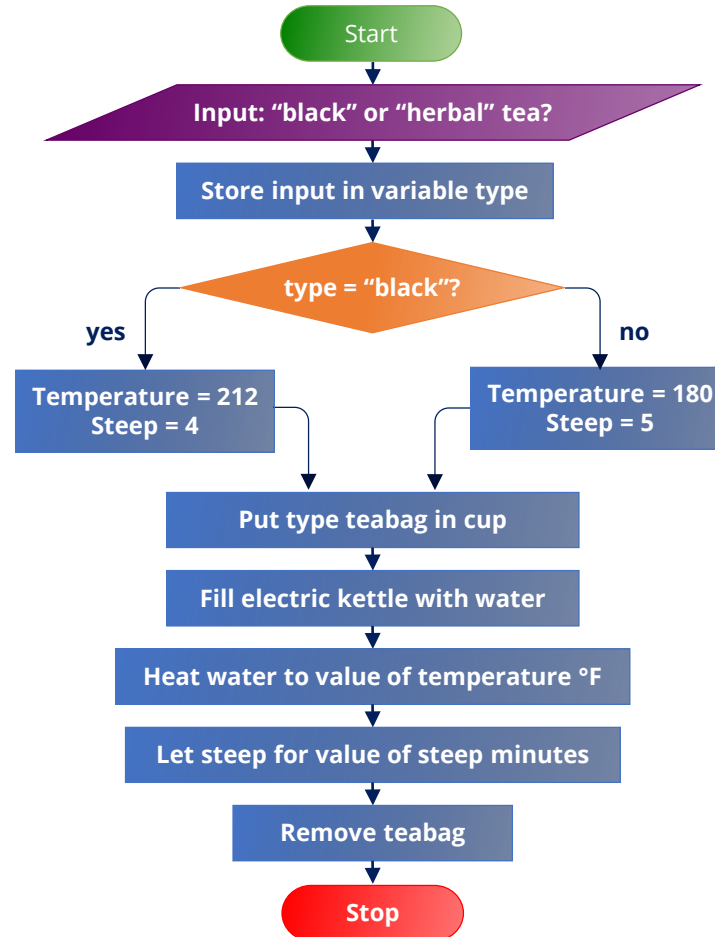 Start
Input: “black” or “herbal” tea?
Store input in variable type
type = “black”?
yes
no
Temperature = 212
Steep = 4
Temperature = 180
Steep = 5
Put type teabag in cup
Fill electric kettle with water
Heat water to value of temperature °F
Let steep for value of steep minutes
Remove teabag
Stop